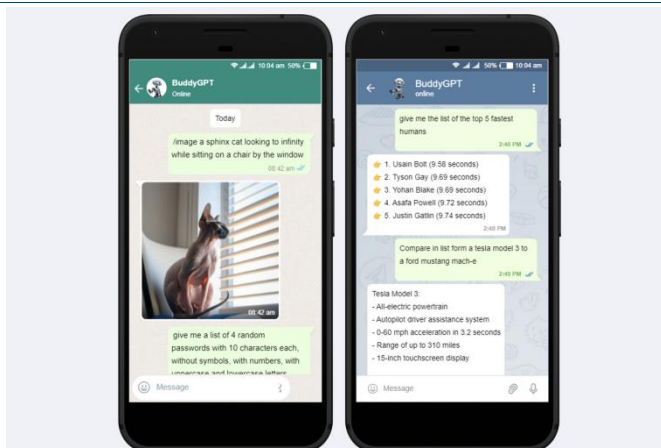 10:04 am 50%
BuddyGPT
Online
Today
/image a sphinx cat looking to infinity
while sitting on a chair by the window
08:42 am
08:42 am
give me a list of 4 random
passwords with 10 characters each,
without symbols, with numbers, with
uppercase and lowercase letters
Message
50% 10:04 am
BuddyGPT
online
give me the list of the top 5 fastest
humans
2:40 PM
1. Usain Bolt (9.58 seconds)
2. Tyson Gay (9.69 seconds)
3. Yohan Blake (9.69 seconds)
4. Asafa Powell (9.72 seconds)
5. Justin Gatlin (9.74 seconds)
2:40 PM
Compare in list form a tesla model 3 to
a ford mustang mach-e
2:40 PM
Tesla Model 3:
- All-electric powertrain
- Autopilot driver assistance system
- 0-60 mph acceleration in 3.2 seconds
- Range of up to 310 miles
- 15-inch touchscreen display
Message